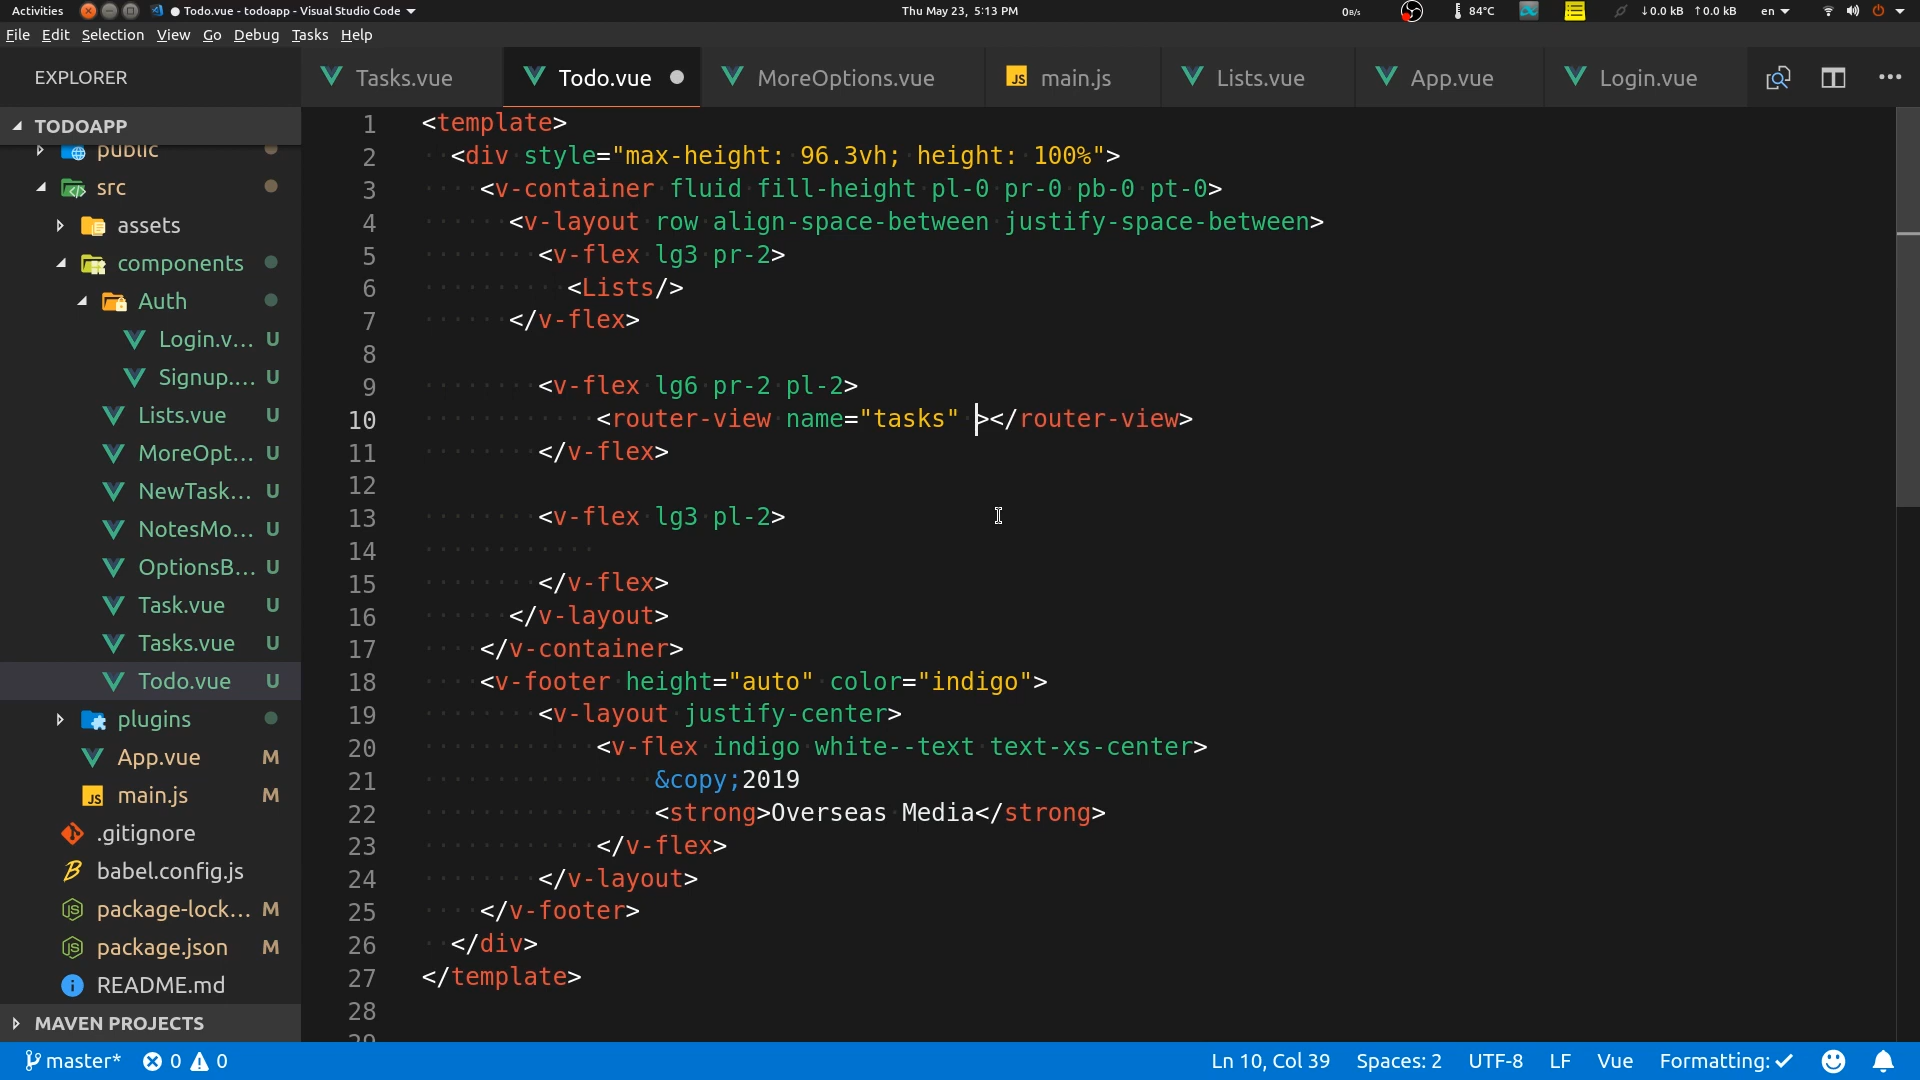 Activities ● Todo.vue - todoapp - Visual Studio Code Thu May 23, 5:13 PM 0B/s 84°C ↓0.0 kB ↑0.0 kB en
File Edit Selection View Go Debug Tasks Help
EXPLORER Tasks.vue Todo.vue MoreOptions.vue JS main.js Lists.vue App.vue Login.vue
TODOAPP
public
src
assets
components
Auth
Login.v... U
Signup.... U
Lists.vue U
MoreOpt... U
NewTask... U
NotesMo... U
OptionsB... U
Task.vue U
Tasks.vue U
Todo.vue U
plugins
App.vue M
JS main.js M
.gitignore
babel.config.js
package-lock... M
package.json M
README.md
MAVEN PROJECTS
1 <template>
2 <div style="max-height: 96.3vh; height: 100%">
3 <v-container fluid fill-height pl-0 pr-0 pb-0 pt-0>
4 <v-layout row align-space-between justify-space-between>
5 <v-flex lg3 pr-2>
6 <Lists/>
7 </v-flex>
8
9 <v-flex lg6 pr-2 pl-2>
10 <router-view name="tasks" ></router-view>
11 </v-flex>
12
13 <v-flex lg3 pl-2>
14
15 </v-flex>
16 </v-layout>
17 </v-container>
18 <v-footer height="auto" color="indigo">
19 <v-layout justify-center>
20 <v-flex indigo white--text text-xs-center>
21 &copy;2019
22 <strong>Overseas Media</strong>
23 </v-flex>
24 </v-layout>
25 </v-footer>
26 </div>
27 </template>
28
29
master* 0 0 Ln 10, Col 39 Spaces: 2 UTF-8 LF Vue Formatting: ✓